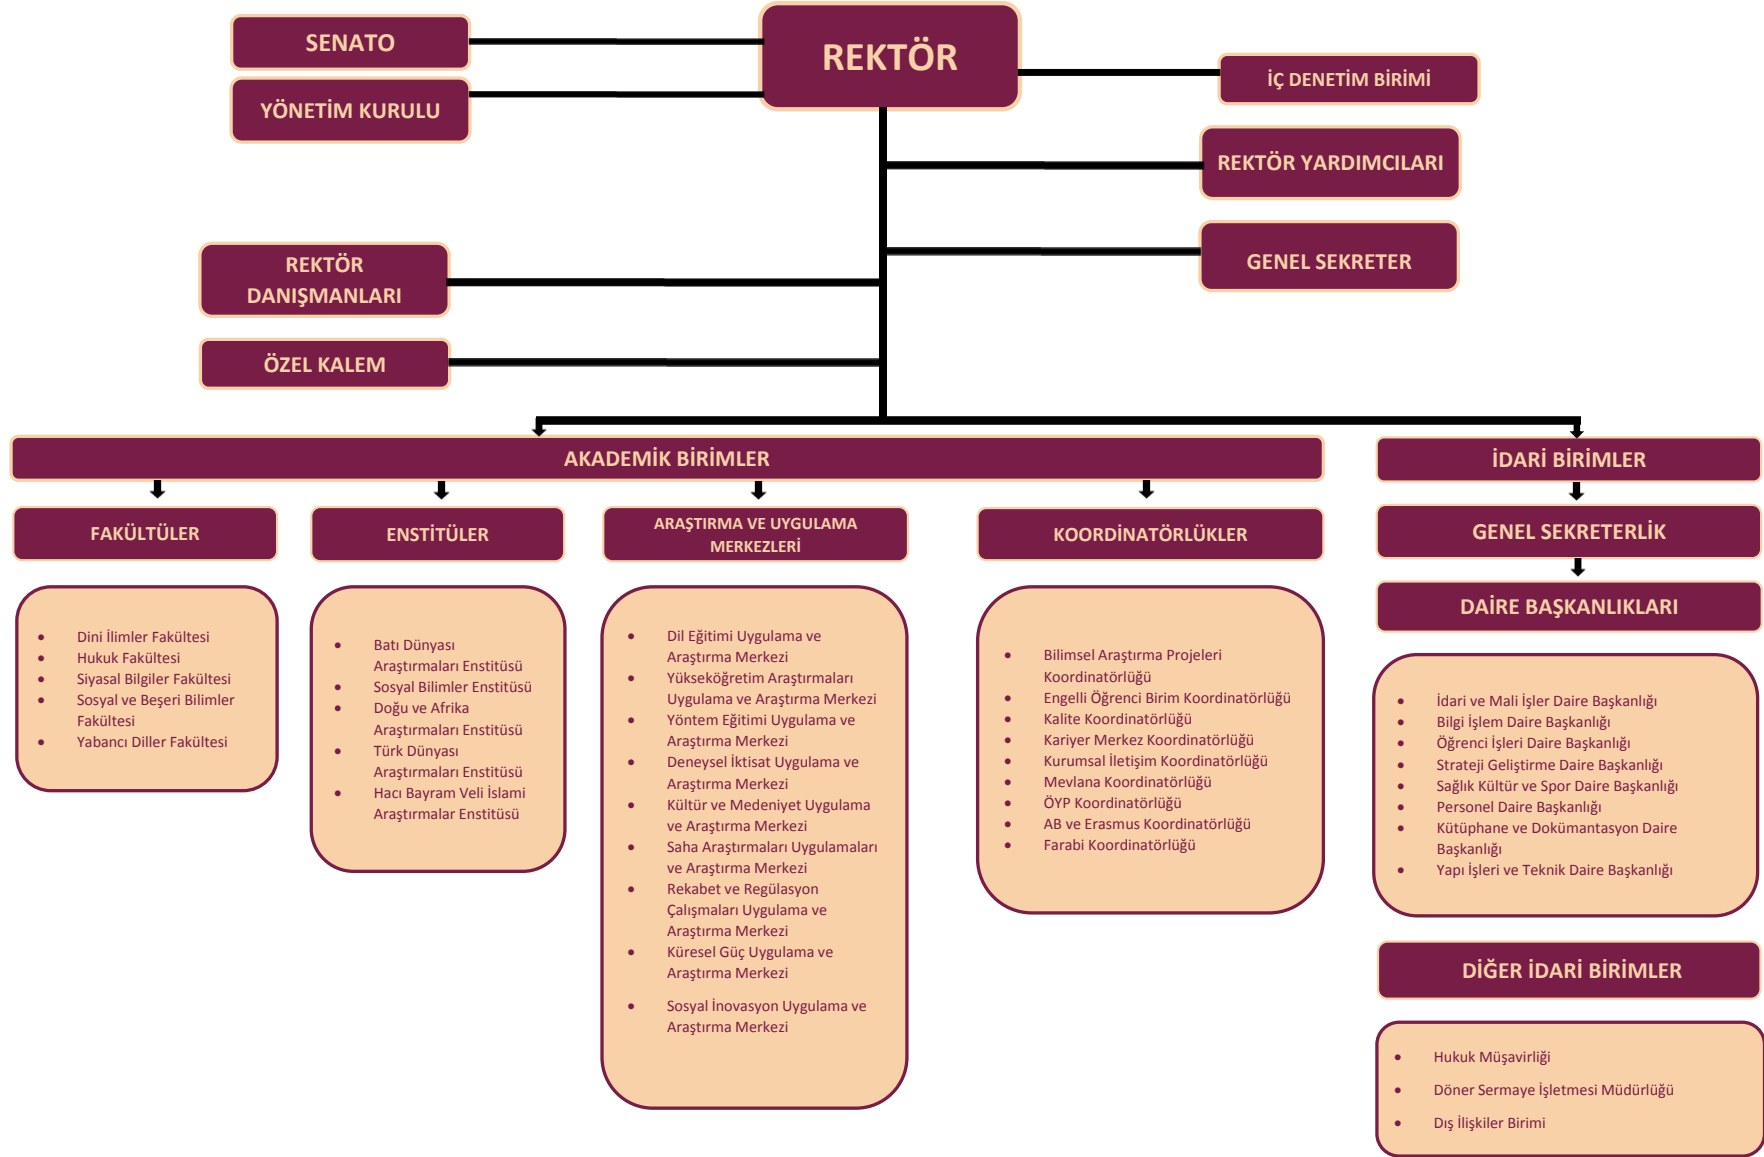 SENATO
REKTÖR
YÖNETİM KURULU
İÇ DENETİM BİRİMİ
REKTÖR YARDIMCILARI
GENEL SEKRETER
REKTÖR
DANIŞMANLARI
ÖZEL KALEM
AKADEMİK BİRİMLER
İDARİ BİRİMLER
FAKÜLTÜLER
ENSTİTÜLER
ARAŞTIRMA VE UYGULAMA
MERKEZLERİ
KOORDİNATÖRLÜKLER
GENEL SEKRETERLİK
DAİRE BAŞKANLIKLARI
• Dini İlimler Fakültesi
• Hukuk Fakültesi
• Siyasal Bilgiler Fakültesi
• Sosyal ve Beşeri Bilimler
Fakültesi
• Yabancı Diller Fakültesi
• Batı Dünyası
Araştırmaları Enstitüsü
• Sosyal Bilimler Enstitüsü
• Doğu ve Afrika
Araştırmaları Enstitüsü
• Türk Dünyası
Araştırmaları Enstitüsü
• Hacı Bayram Veli İslami
Araştırmalar Enstitüsü
• Dil Eğitimi Uygulama ve
Araştırma Merkezi
• Yükseköğretim Araştırmaları
Uygulama ve Araştırma Merkezi
• Yöntem Eğitimi Uygulama ve
Araştırma Merkezi
• Deneysel İktisat Uygulama ve
Araştırma Merkezi
• Kültür ve Medeniyet Uygulama
ve Araştırma Merkezi
• Saha Araştırmaları Uygulamaları
ve Araştırma Merkezi
• Rekabet ve Regülasyon
Çalışmaları Uygulama ve
Araştırma Merkezi
• Küresel Güç Uygulama ve
Araştırma Merkezi
• Sosyal İnovasyon Uygulama ve
Araştırma Merkezi
• Bilimsel Araştırma Projeleri
Koordinatörlüğü
• Engelli Öğrenci Birim Koordinatörlüğü
• Kalite Koordinatörlüğü
• Kariyer Merkez Koordinatörlüğü
• Kurumsal İletişim Koordinatörlüğü
• Mevlana Koordinatörlüğü
• ÖYP Koordinatörlüğü
• AB ve Erasmus Koordinatörlüğü
• Farabi Koordinatörlüğü
• İdari ve Mali İşler Daire Başkanlığı
• Bilgi İşlem Daire Başkanlığı
• Öğrenci İşleri Daire Başkanlığı
• Strateji Geliştirme Daire Başkanlığı
• Sağlık Kültür ve Spor Daire Başkanlığı
• Personel Daire Başkanlığı
• Kütüphane ve Dokümantasyon Daire
Başkanlığı
• Yapı İşleri ve Teknik Daire Başkanlığı
DİĞER İDARİ BİRİMLER
• Hukuk Müşavirliği
• Döner Sermaye İşletmesi Müdürlüğü
• Dış İlişkiler Birimi